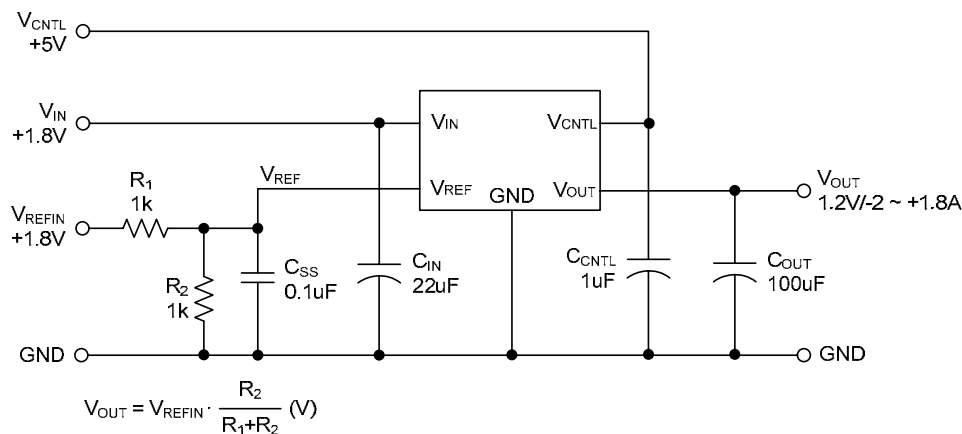 VCNTL
+5V
VIN
+1.8V
VIN
VCNTL
VREF
VREF
GND
VOUT
VOUT
1.2V/-2 ~ +1.8A
R1
1k
VREFIN
+1.8V
R2
1k
CSS
0.1uF
CIN
22uF
CCNTL
1uF
COUT
100uF
GND
GND
VOUT = VREFIN · R2 / R1+R2 (V)